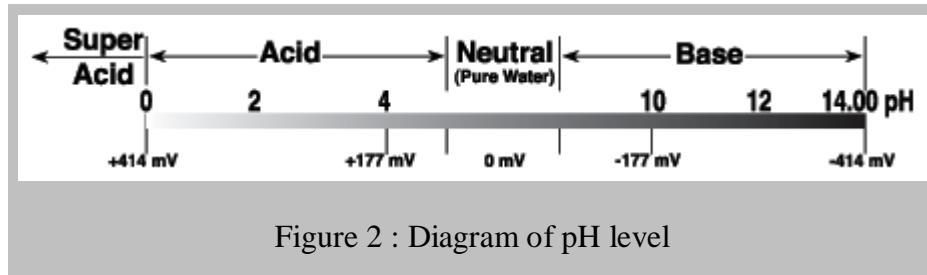 Super Acid Acid Neutral Base
(Pure Water)
0 2 4 10 12 14.00 pH
+414 mV +177 mV 0 mV -177 mV -414 mV
Figure 2 : Diagram of pH level